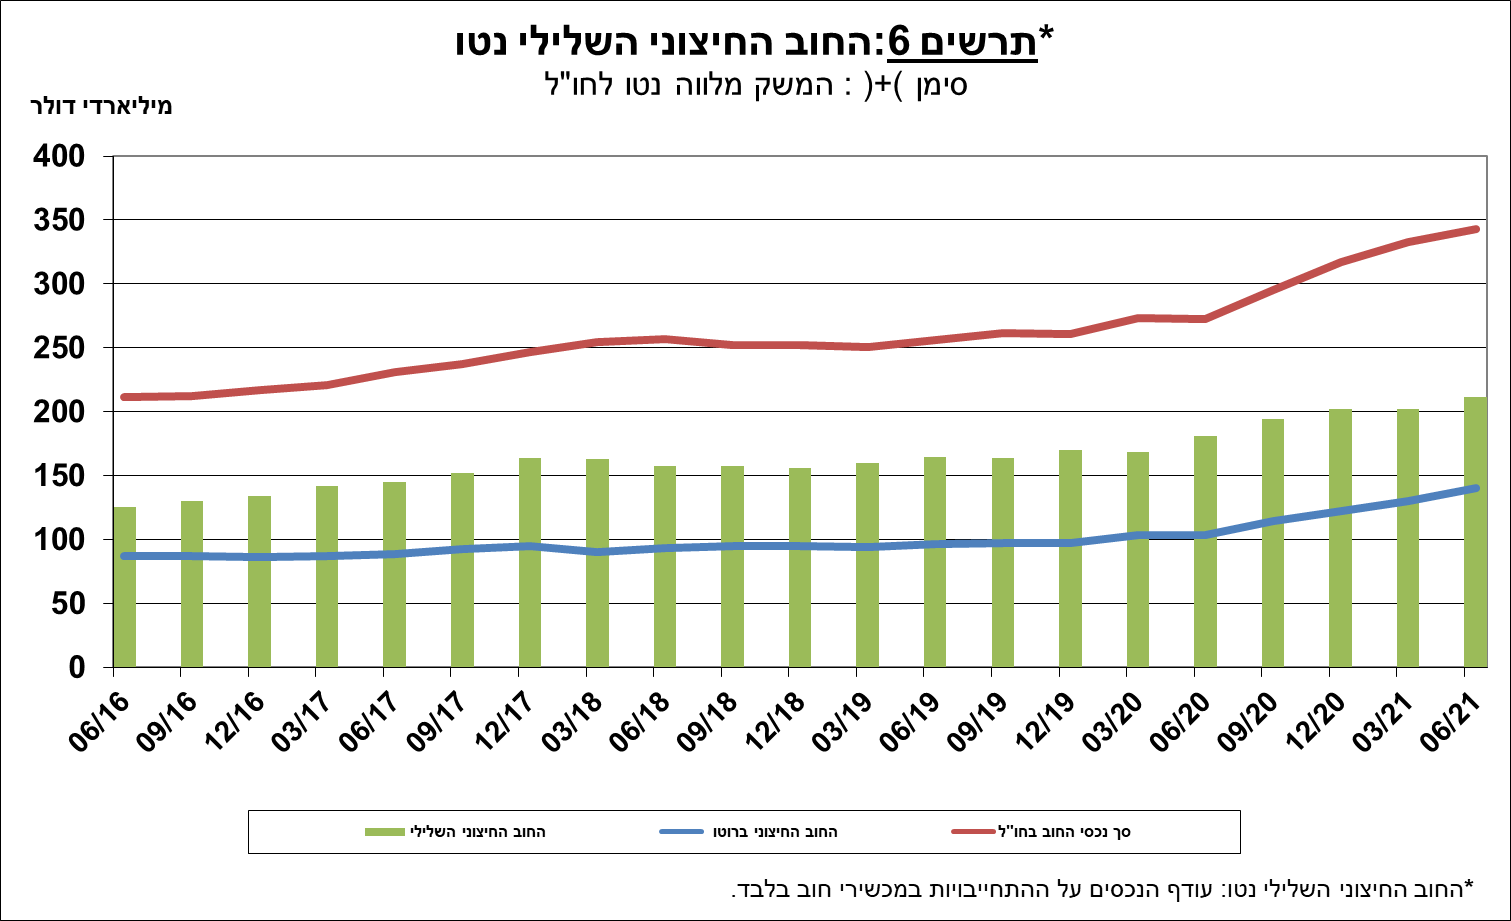 *תרשים 6:החוב החיצוני השלילי נטו
סימן )+( : המשק מלווה נטו לחו"ל
מיליארדי דולר
400
350
300
250
200
150
100
50
0
06/16 09/16 12/16 03/17 06/17 09/17 12/17 03/18 06/18 09/18 12/18 03/19 06/19 09/19 12/19 03/20 06/20 09/20 12/20 03/21 06/21
החוב החיצוני השלילי החוב החיצוני ברוטו סך נכסי החוב בחו"ל
*החוב החיצוני השלילי נטו: עודף הנכסים על ההתחייבויות במכשירי חוב בלבד.